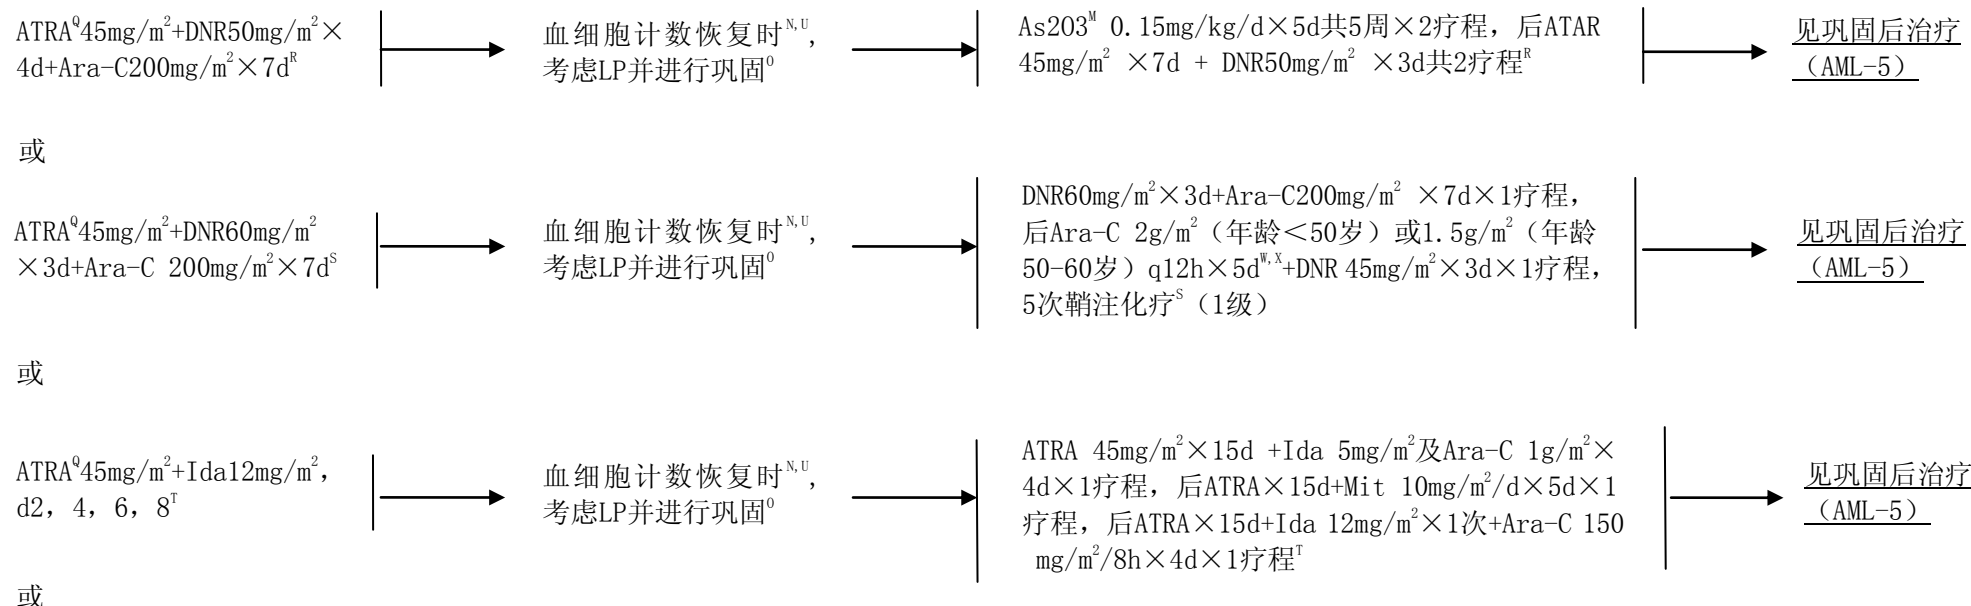 ATRA^Q45mg/m²+DNR50mg/m²×
4d+Ara-C200mg/m²×7d^R
血细胞计数恢复时^N,U，
考虑LP并进行巩固^O
As2O3^M 0.15mg/kg/d×5d共5周×2疗程，后ATAR
45mg/m² ×7d + DNR50mg/m² ×3d共2疗程^R
见巩固后治疗
（AML-5）
或
ATRA^Q45mg/m²+DNR60mg/m²
×3d+Ara-C 200mg/m²×7d^S
血细胞计数恢复时^N,U，
考虑LP并进行巩固^O
DNR60mg/m²×3d+Ara-C200mg/m² ×7d×1疗程，
后Ara-C 2g/m²（年龄＜50岁）或1.5g/m²（年龄
50-60岁）q12h×5d^W,X+DNR 45mg/m²×3d×1疗程，
5次鞘注化疗^S（1级）
见巩固后治疗
（AML-5）
或
ATRA^Q45mg/m²+Ida12mg/m²，
d2，4，6，8^T
血细胞计数恢复时^N,U，
考虑LP并进行巩固^O
ATRA 45mg/m²×15d +Ida 5mg/m²及Ara-C 1g/m²×
4d×1疗程，后ATRA×15d+Mit 10mg/m²/d×5d×1
疗程，后ATRA×15d+Ida 12mg/m²×1次+Ara-C 150
mg/m²/8h×4d×1疗程^T
见巩固后治疗
（AML-5）
或